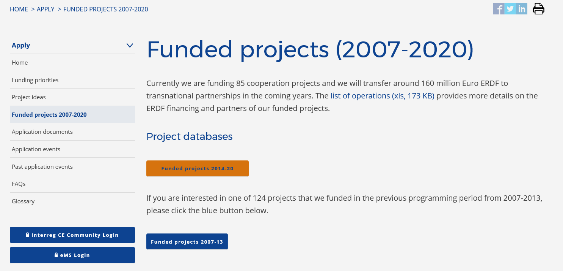 HOME > APPLY > FUNDED PROJECTS 2007-2020
Apply
Home
Funding priorities
Project ideas
Funded projects 2007-2020
Application documents
Application events
Past application events
FAQs
Glossary
Interreg CE Community Login
eMS Login
Funded projects (2007-2020)
Currently we are funding 85 cooperation projects and we will transfer around 160 million Euro ERDF to
transnational partnerships in the coming years. The list of operations (xls, 173 KB) provides more details on the
ERDF financing and partners of our funded projects.
Project databases
Funded projects 2014-20
If you are interested in one of 124 projects that we funded in the previous programming period from 2007-2013,
please click the blue button below.
Funded projects 2007-13